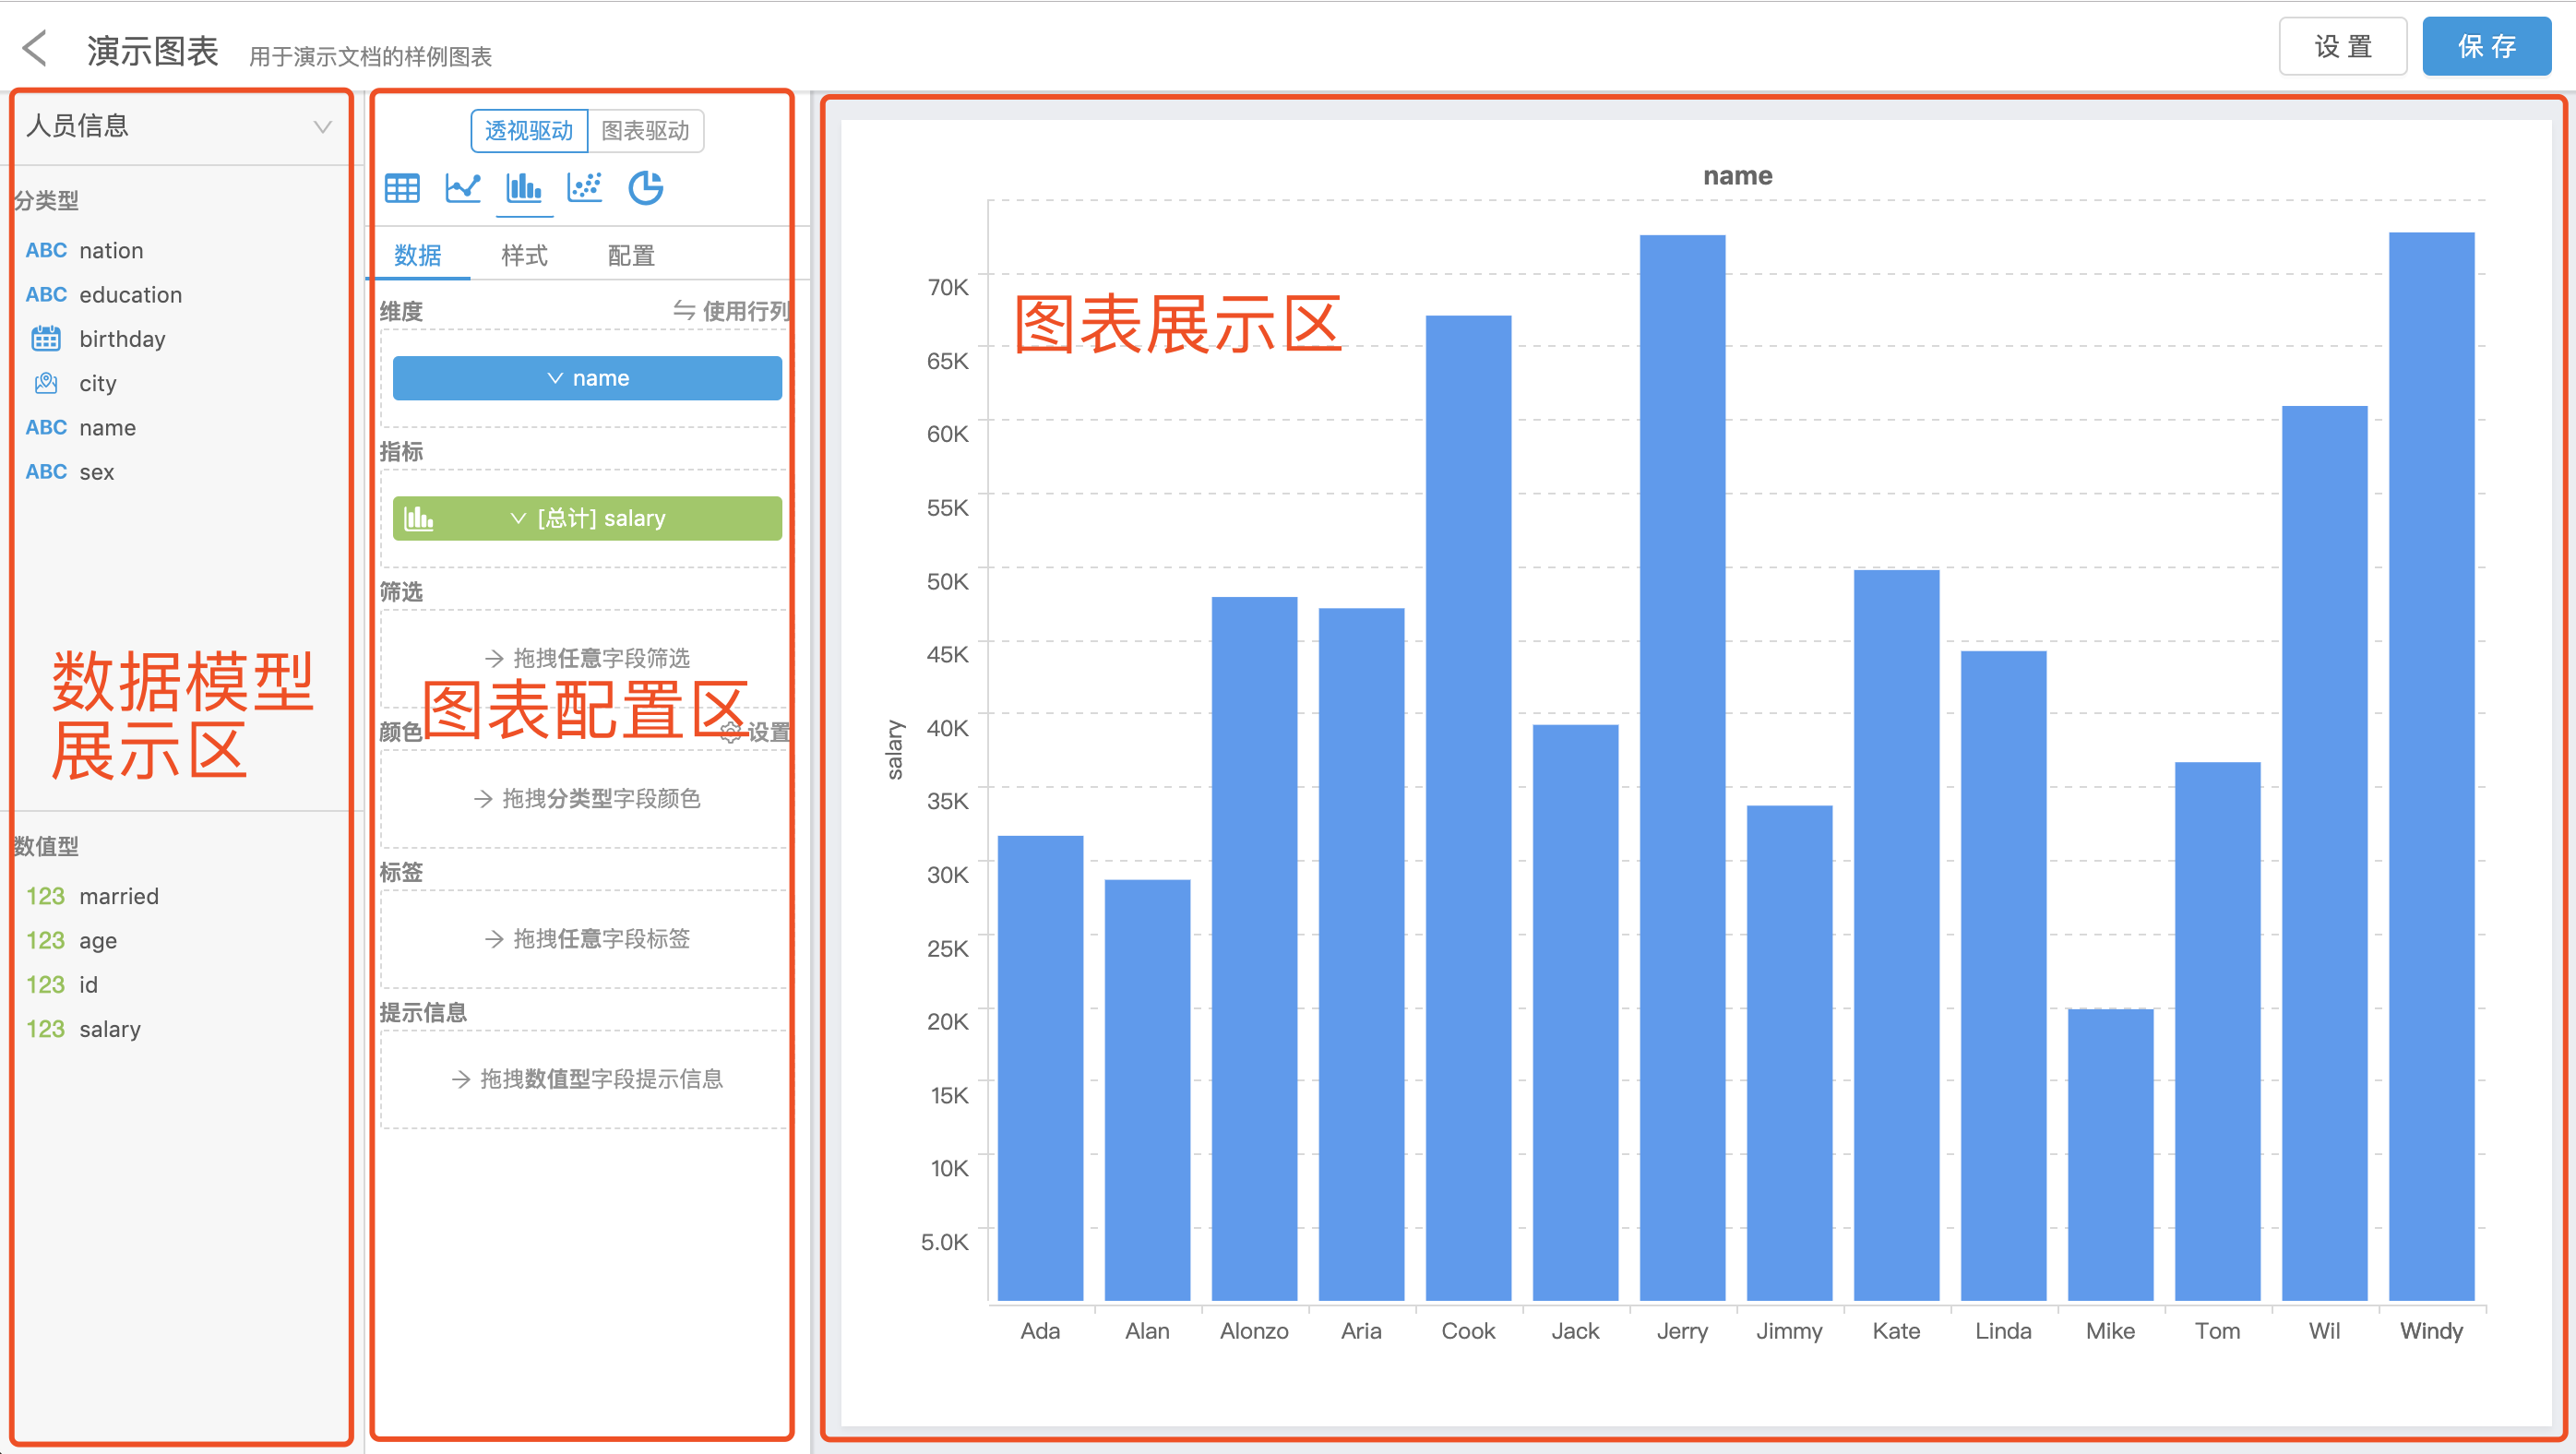 演示图表 用于演示文档的样例图表
设置 保存
人员信息
分类型
ABC nation
ABC education
birthday
city
ABC name
ABC sex
数据模型
展示区
数值型
123 married
123 age
123 id
123 salary
透视驱动 图表驱动
数据 样式 配置
维度 使用行列
name
指标
[总计] salary
筛选
拖拽任意字段筛选
图表配置区
颜色 设置
拖拽分类型字段颜色
标签
拖拽任意字段标签
提示信息
拖拽数值型字段提示信息
name
图表展示区
70K
65K
60K
55K
50K
45K
40K
35K
30K
25K
20K
15K
10K
5.0K
salary
Ada Alan Alonzo Aria Cook Jack Jerry Jimmy Kate Linda Mike Tom Wil Windy